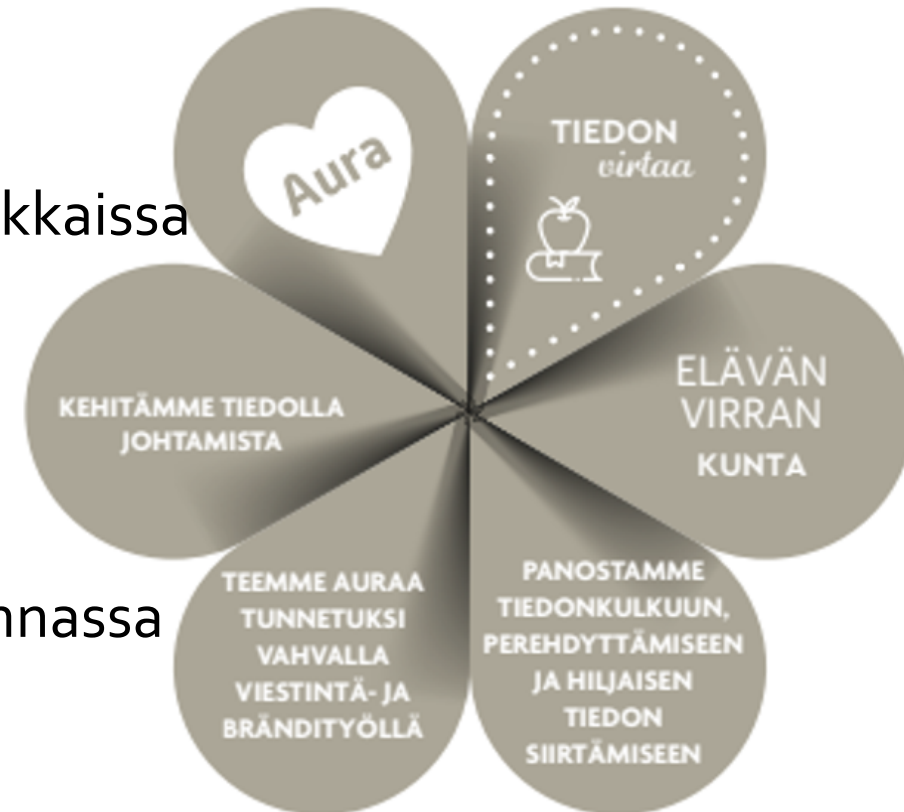 Aura
TIEDON
virtaa
kkaissa
ELÄVÄN
VIRRAN
KUNTA
KEHITÄMME TIEDOLLA
JOHTAMISTA
PANOSTAMME
TIEDONKULKUUN,
PEREHDYTTÄMISEEN
JA HILJAISEN
TIEDON
SIIRTÄMISEEN
TEEMME AURAA
TUNNETUKSI
VAHVALLA
VIESTINTÄ- JA
BRÄNDITYÖLLÄ
nnassa